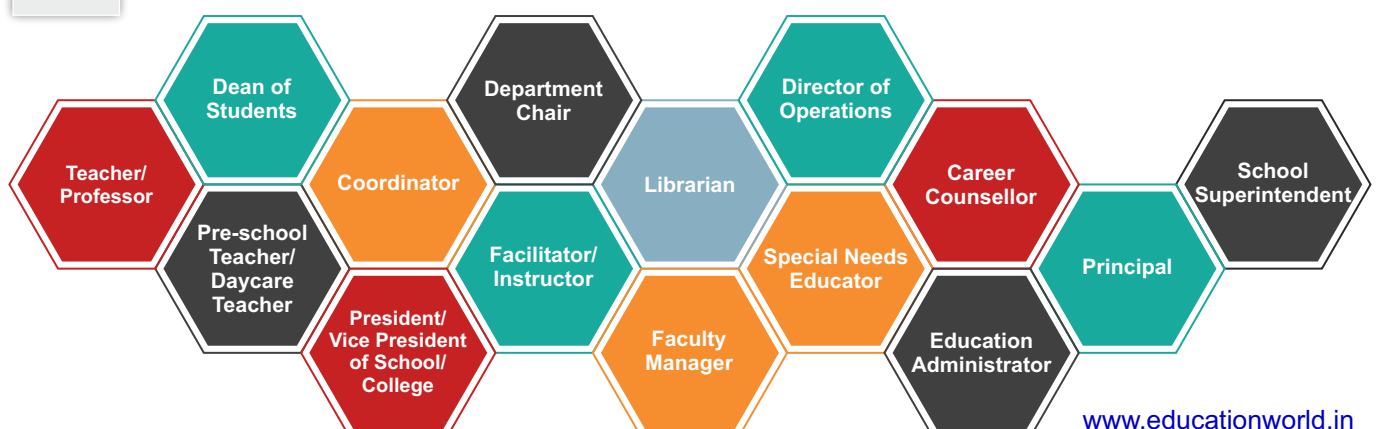 Dean of
Students
Department
Chair
Director of
Operations
Teacher/
Professor
Coordinator
Librarian
Career
Counsellor
School
Superintendent
Pre-school
Teacher/
Daycare
Teacher
Facilitator/
Instructor
Special Needs
Educator
Principal
President/
Vice President
of School/
College
Faculty
Manager
Education
Administrator
www.educationworld.in